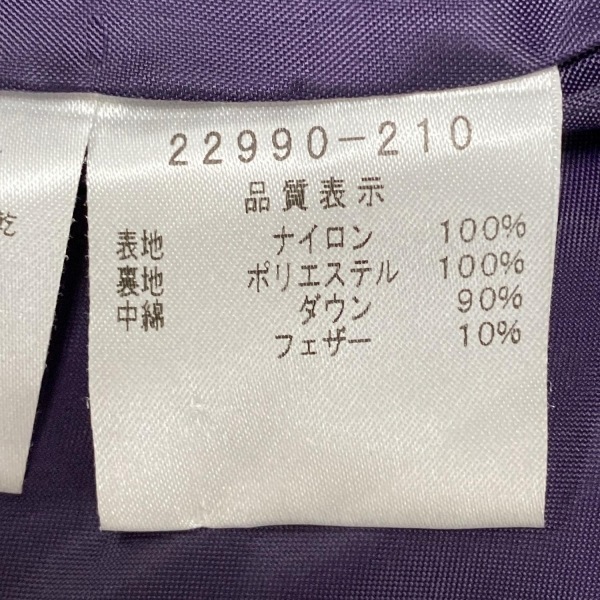 22990-210
品質表示
表地 ナイロン 100%
裏地 ポリエステル 100%
中綿 ダウン 90%
フェザー 10%
乾